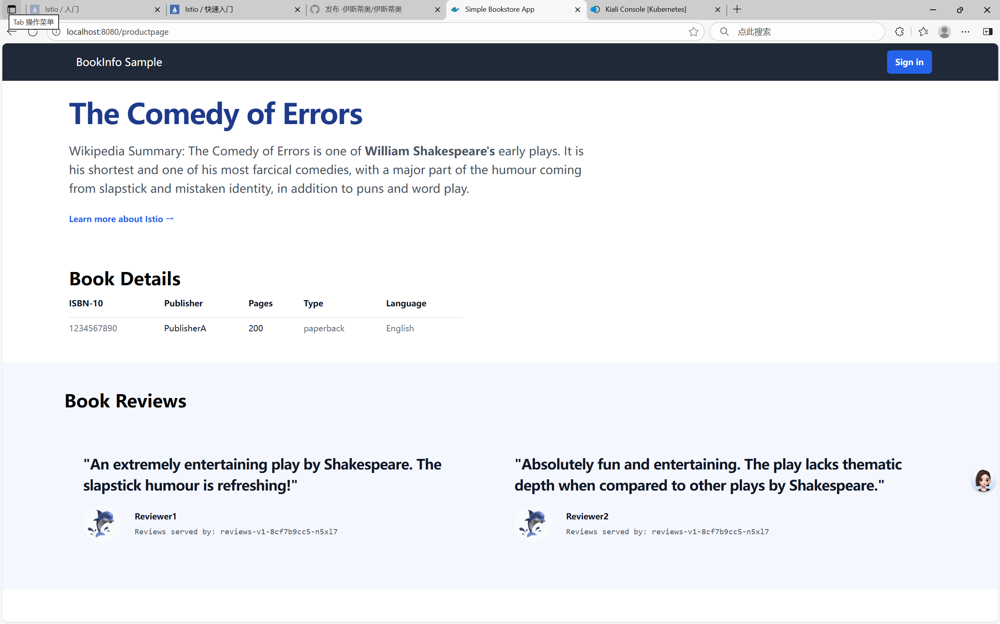 Istio / 入门
Istio / 快速入门
发布 ·伊斯蒂奥/伊斯蒂奥
Simple Bookstore App
Kiali Console [Kubernetes]
Tab 操作菜单
localhost:8080/productpage
点此搜索
BookInfo Sample
Sign in
The Comedy of Errors
Wikipedia Summary: The Comedy of Errors is one of William Shakespeare's early plays. It is
his shortest and one of his most farcical comedies, with a major part of the humour coming
from slapstick and mistaken identity, in addition to puns and word play.
Learn more about Istio →
Book Details
ISBN-10 Publisher Pages Type Language
1234567890 PublisherA 200 paperback English
Book Reviews
"An extremely entertaining play by Shakespeare. The
slapstick humour is refreshing!"
Reviewer1
Reviews served by: reviews-v1-8cf7b9cc5-n5xl7
"Absolutely fun and entertaining. The play lacks thematic
depth when compared to other plays by Shakespeare."
Reviewer2
Reviews served by: reviews-v1-8cf7b9cc5-n5xl7